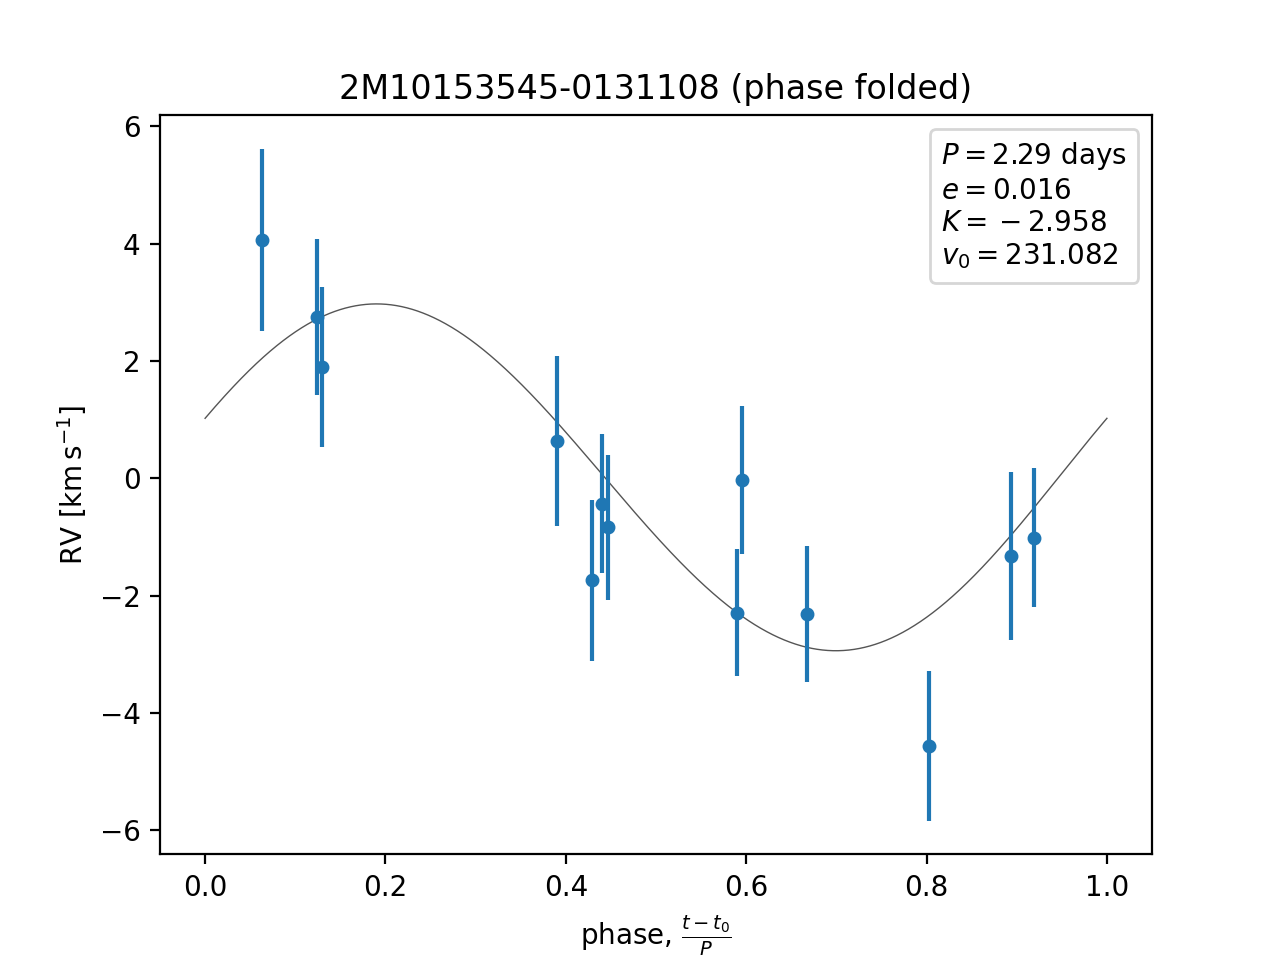 2M10153545-0131108 (phase folded)
P = 2.29 days
e = 0.016
K = −2.958
v₀ = 231.082
6
4
2
0
−2
−4
−6
RV [km s⁻¹]
0.0 0.2 0.4 0.6 0.8 1.0
phase, (t − t₀)/P